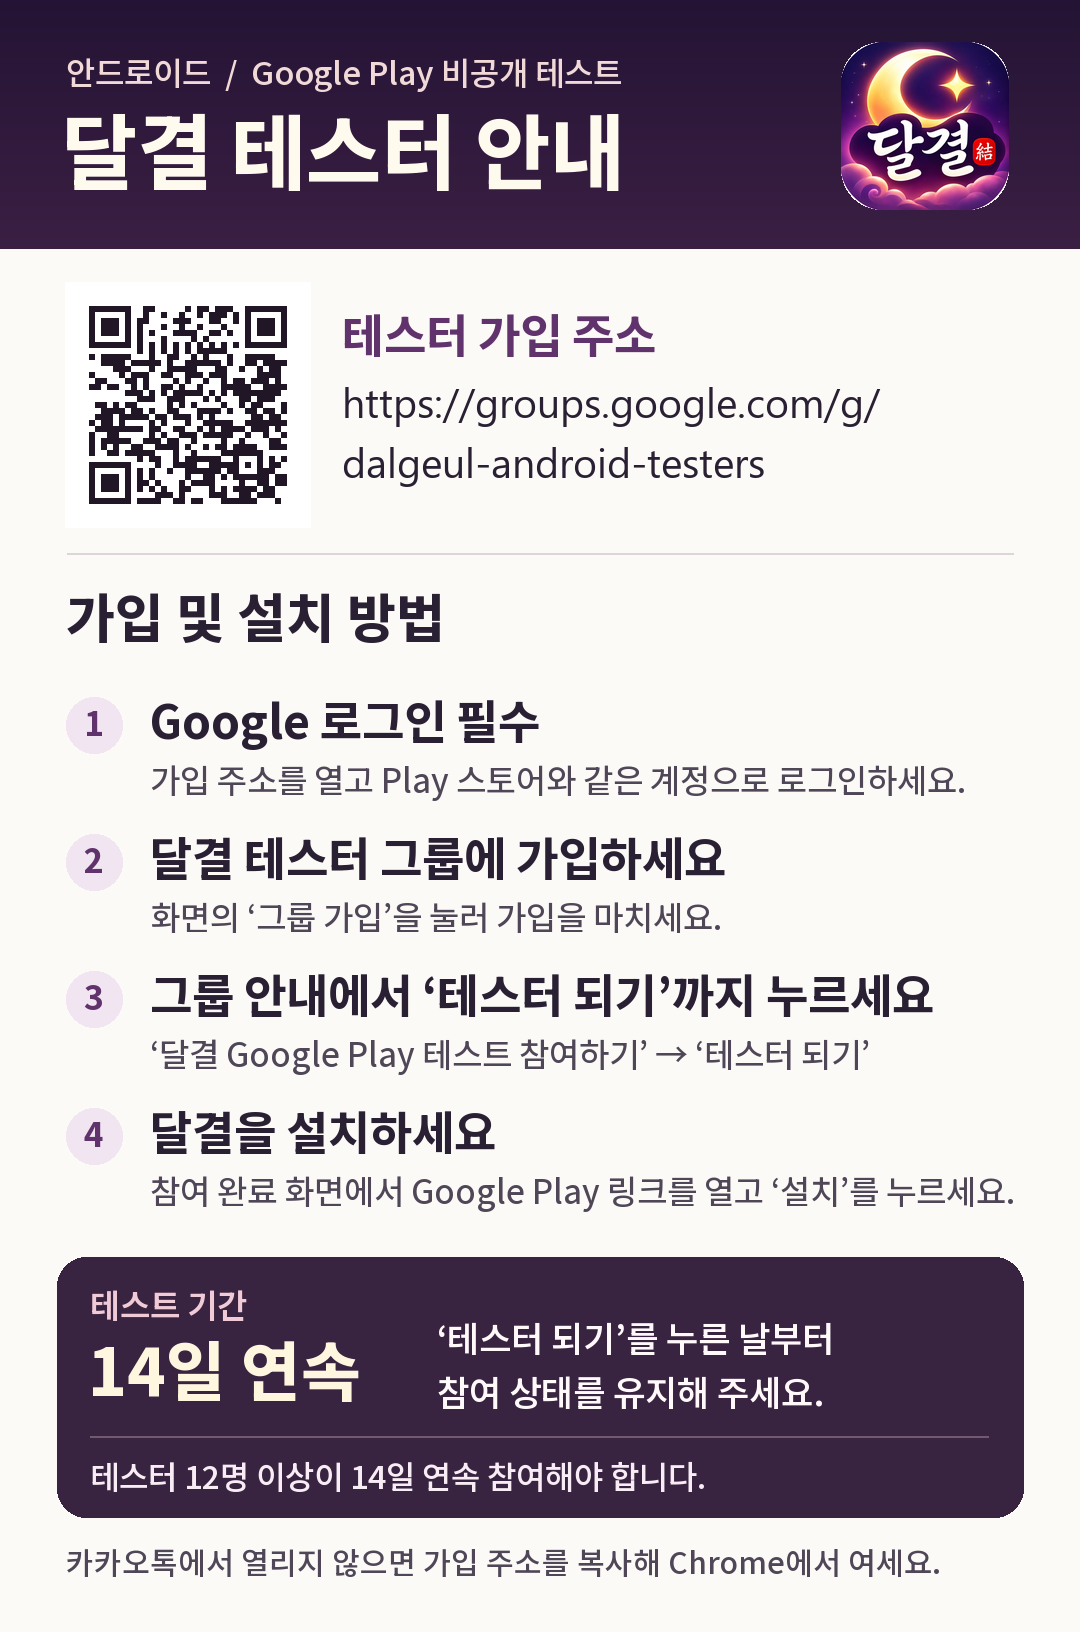 안드로이드 / Google Play 비공개 테스트
달결 테스터 안내
달결
結
테스터 가입 주소
https://groups.google.com/g/
dalgeul-android-testers
가입 및 설치 방법
1
Google 로그인 필수
가입 주소를 열고 Play 스토어와 같은 계정으로 로그인하세요.
2
달결 테스터 그룹에 가입하세요
화면의 ‘그룹 가입’을 눌러 가입을 마치세요.
3
그룹 안내에서 ‘테스터 되기’까지 누르세요
‘달결 Google Play 테스트 참여하기’ → ‘테스터 되기’
4
달결을 설치하세요
참여 완료 화면에서 Google Play 링크를 열고 ‘설치’를 누르세요.
테스트 기간
14일 연속
‘테스터 되기’를 누른 날부터
참여 상태를 유지해 주세요.
테스터 12명 이상이 14일 연속 참여해야 합니다.
카카오톡에서 열리지 않으면 가입 주소를 복사해 Chrome에서 여세요.